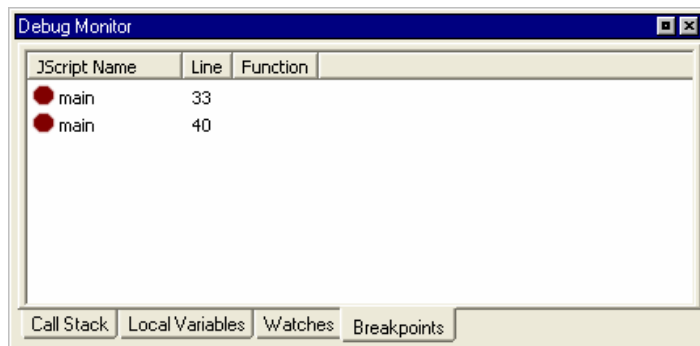 Debug Monitor
JScript Name Line Function
main 33
main 40
Call Stack Local Variables Watches Breakpoints